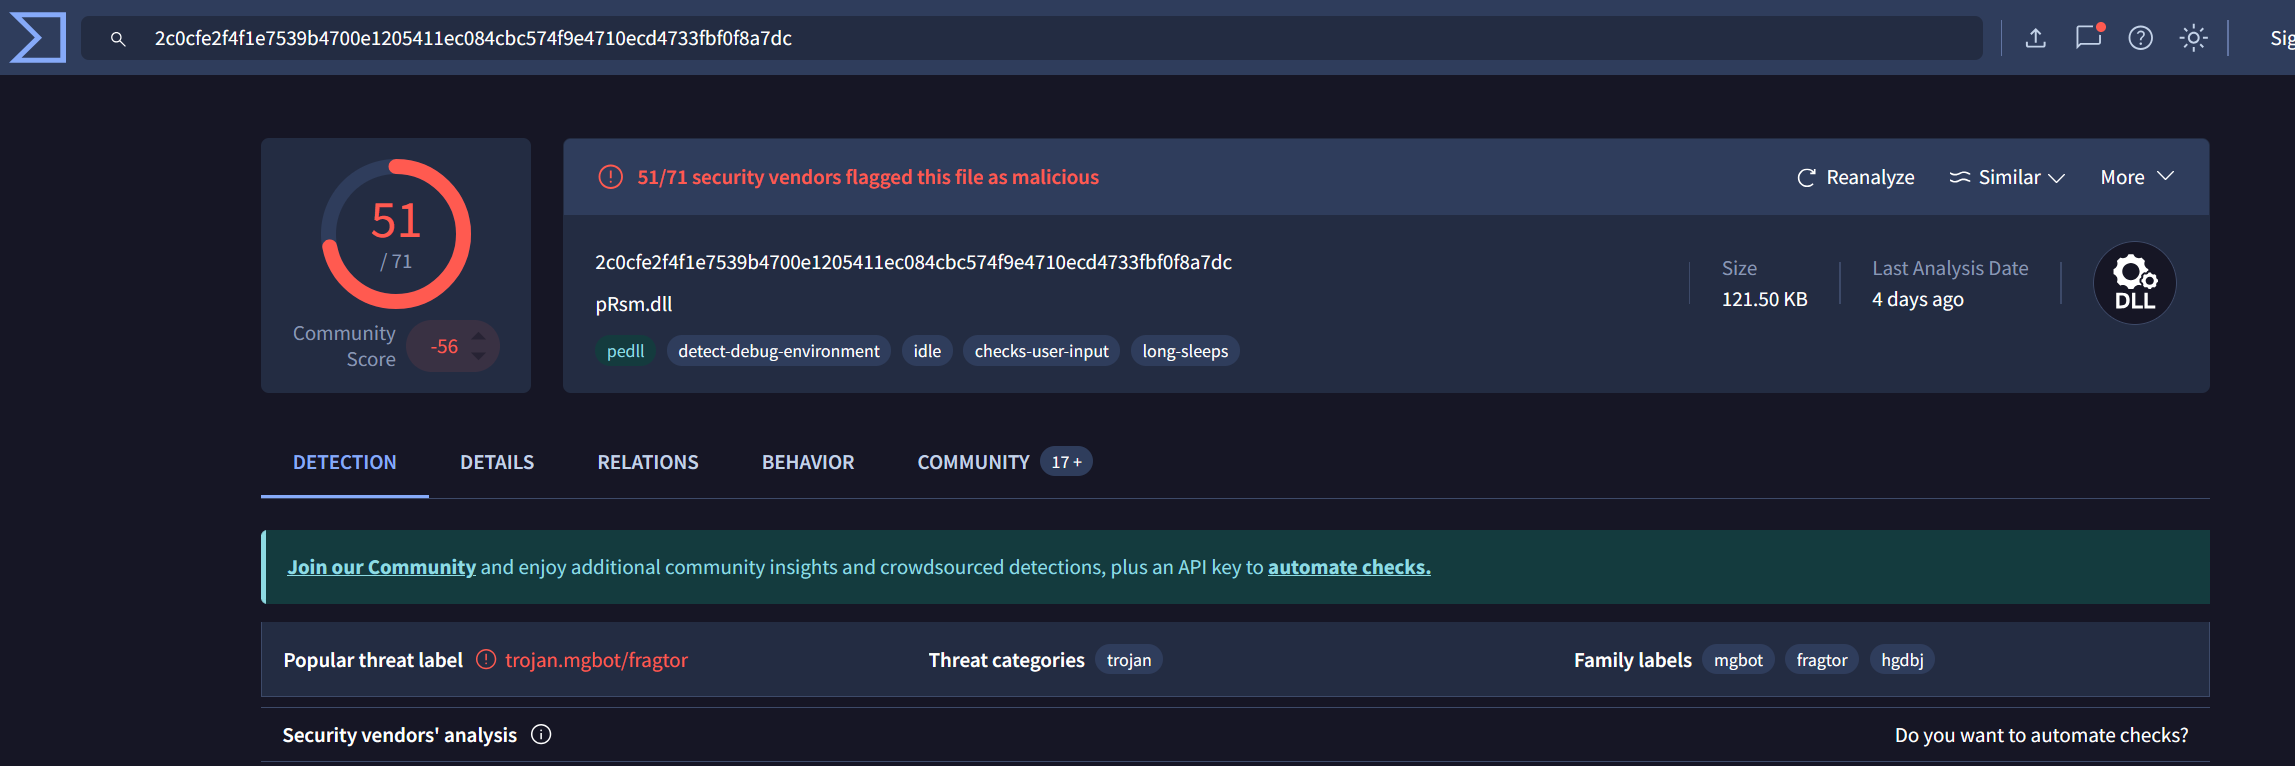 2c0cfe2f4f1e7539b4700e1205411ec084cbc574f9e4710ecd4733fbf0f8a7dc
Sig
51
/ 71
Community
Score
-56
51/71 security vendors flagged this file as malicious
Reanalyze
Similar
More
2c0cfe2f4f1e7539b4700e1205411ec084cbc574f9e4710ecd4733fbf0f8a7dc
pRsm.dll
pedll
detect-debug-environment
idle
checks-user-input
long-sleeps
Size
121.50 KB
Last Analysis Date
4 days ago
DLL
DETECTION
DETAILS
RELATIONS
BEHAVIOR
COMMUNITY
17 +
Join our Community and enjoy additional community insights and crowdsourced detections, plus an API key to automate checks.
Popular threat label
trojan.mgbot/fragtor
Threat categories
trojan
Family labels
mgbot
fragtor
hgdbj
Security vendors' analysis
Do you want to automate checks?